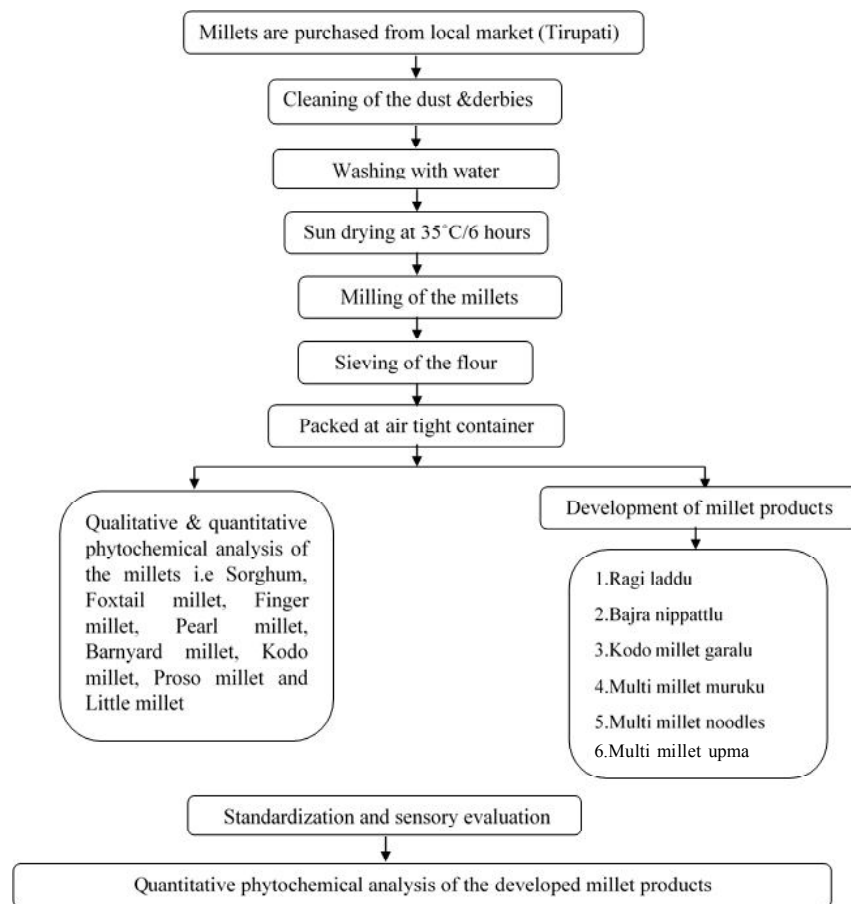 Millets are purchased from local market (Tirupati)
Cleaning of the dust &derbies
Washing with water
Sun drying at 35˚C/6 hours
Milling of the millets
Sieving of the flour
Packed at air tight container
Qualitative & quantitative
phytochemical analysis of
the millets i.e Sorghum,
Foxtail millet, Finger
millet, Pearl millet,
Barnyard millet, Kodo
millet, Proso millet and
Little millet
Development of millet products
1.Ragi laddu
2.Bajra nippattlu
3.Kodo millet garalu
4.Multi millet muruku
5.Multi millet noodles
6.Multi millet upma
Standardization and sensory evaluation
Quantitative phytochemical analysis of the developed millet products